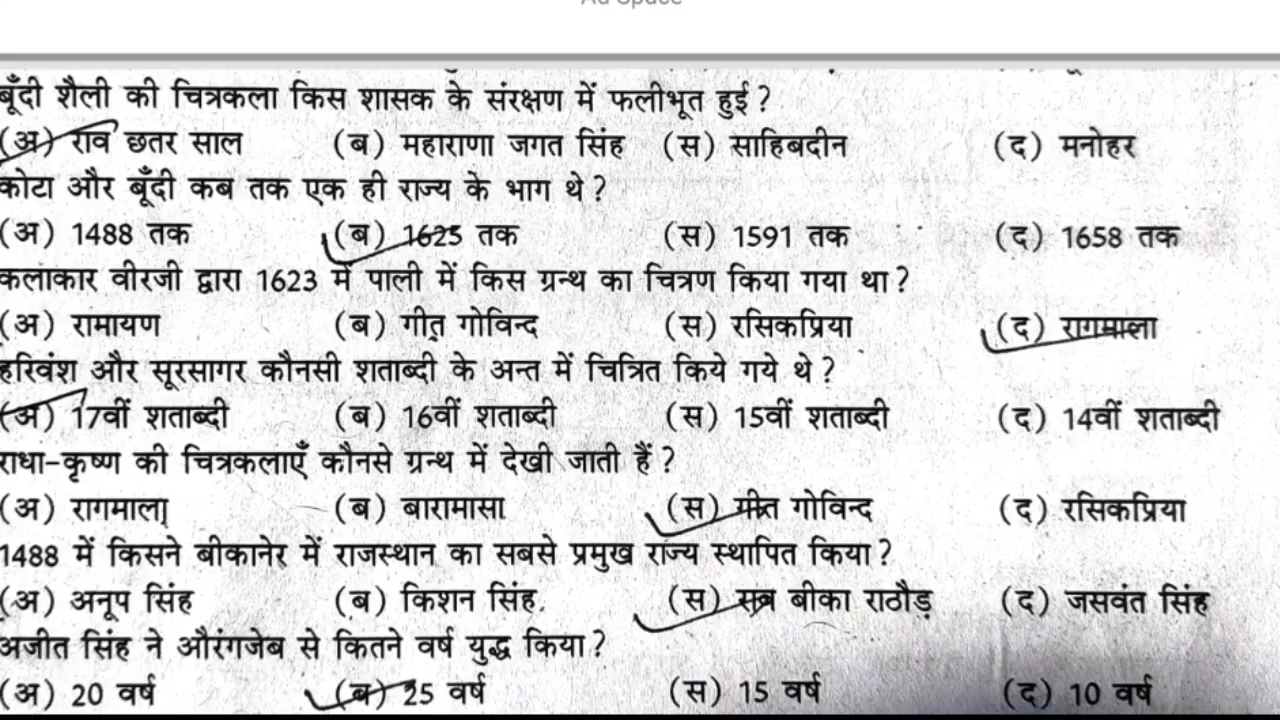 Ad Space
बूँदी शैली की चित्रकला किस शासक के संरक्षण में फलीभूत हुई ?
(अ) राव छतर साल (ब) महाराणा जगत सिंह (स) साहिबदीन (द) मनोहर
कोटा और बूँदी कब तक एक ही राज्य के भाग थे ?
(अ) 1488 तक (ब) 1625 तक (स) 1591 तक (द) 1658 तक
कलाकार वीरजी द्वारा 1623 में पाली में किस ग्रन्थ का चित्रण किया गया था ?
(अ) रामायण (ब) गीत गोविन्द (स) रसिकप्रिया (द) रागमाला
हरिवंश और सूरसागर कौनसी शताब्दी के अन्त में चित्रित किये गये थे ?
(अ) 17वीं शताब्दी (ब) 16वीं शताब्दी (स) 15वीं शताब्दी (द) 14वीं शताब्दी
राधा-कृष्ण की चित्रकलाएँ कौनसे ग्रन्थ में देखी जाती हैं ?
(अ) रागमाला (ब) बारामासा (स) गीत गोविन्द (द) रसिकप्रिया
1488 में किसने बीकानेर में राजस्थान का सबसे प्रमुख राज्य स्थापित किया ?
(अ) अनूप सिंह (ब) किशन सिंह (स) राव बीका राठौड़ (द) जसवंत सिंह
अजीत सिंह ने औरंगजेब से कितने वर्ष युद्ध किया ?
(अ) 20 वर्ष (ब) 25 वर्ष (स) 15 वर्ष (द) 10 वर्ष